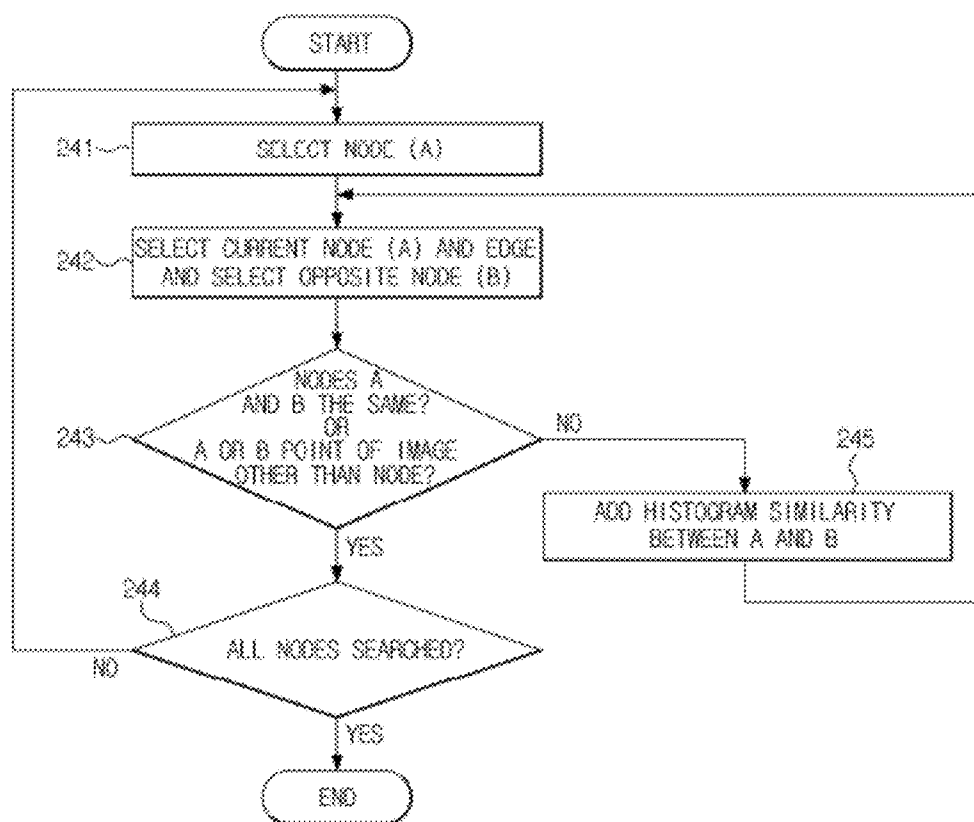 START
241
SELECT NODE (A)
242
SELECT CURRENT NODE (A) AND EDGE
AND SELECT OPPOSITE NODE (B)
243
NODES A
AND B THE SAME?
OR
A OR B POINT OF IMAGE
OTHER THAN NODE?
NO
245
ADD HISTOGRAM SIMILARITY
BETWEEN A AND B
YES
244
ALL NODES SEARCHED?
NO
YES
END